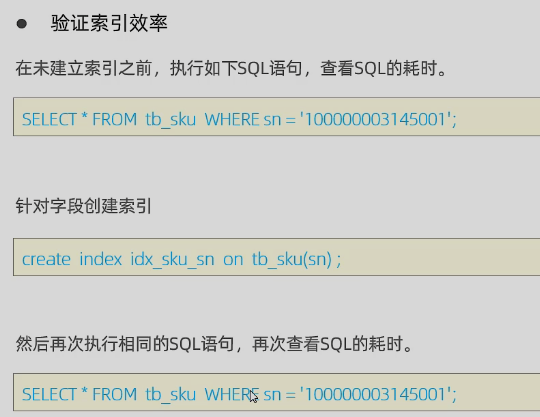 ● 验证索引效率
在未建立索引之前，执行如下SQL语句，查看SQL的耗时。
SELECT * FROM tb_sku WHERE sn = '100000003145001';
针对字段创建索引
create index idx_sku_sn on tb_sku(sn) ;
然后再次执行相同的SQL语句，再次查看SQL的耗时。
SELECT * FROM tb_sku WHERE sn = '100000003145001';